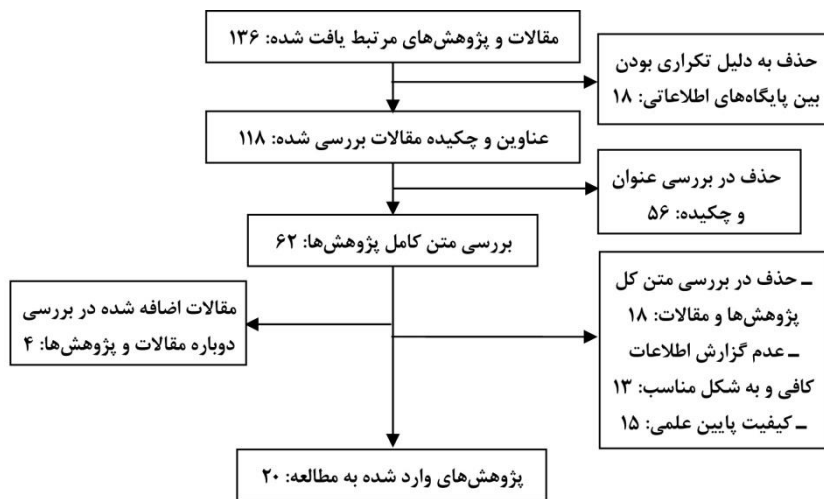 مقالات و پژوهش‌های مرتبط یافت شده: ۱۳۶
حذف به دلیل تکراری بودن
بین پایگاه‌های اطلاعاتی: ۱۸
عناوین و چکیده مقالات بررسی شده: ۱۱۸
حذف در بررسی عنوان
و چکیده: ۵۶
بررسی متن کامل پژوهش‌ها: ۶۲
ـ حذف در بررسی متن کل
پژوهش‌ها و مقالات: ۱۸
ـ عدم گزارش اطلاعات
کافی و به شکل مناسب: ۱۳
ـ کیفیت پایین علمی: ۱۵
مقالات اضافه شده در بررسی
دوباره مقالات و پژوهش‌ها: ۴
پژوهش‌های وارد شده به مطالعه: ۲۰